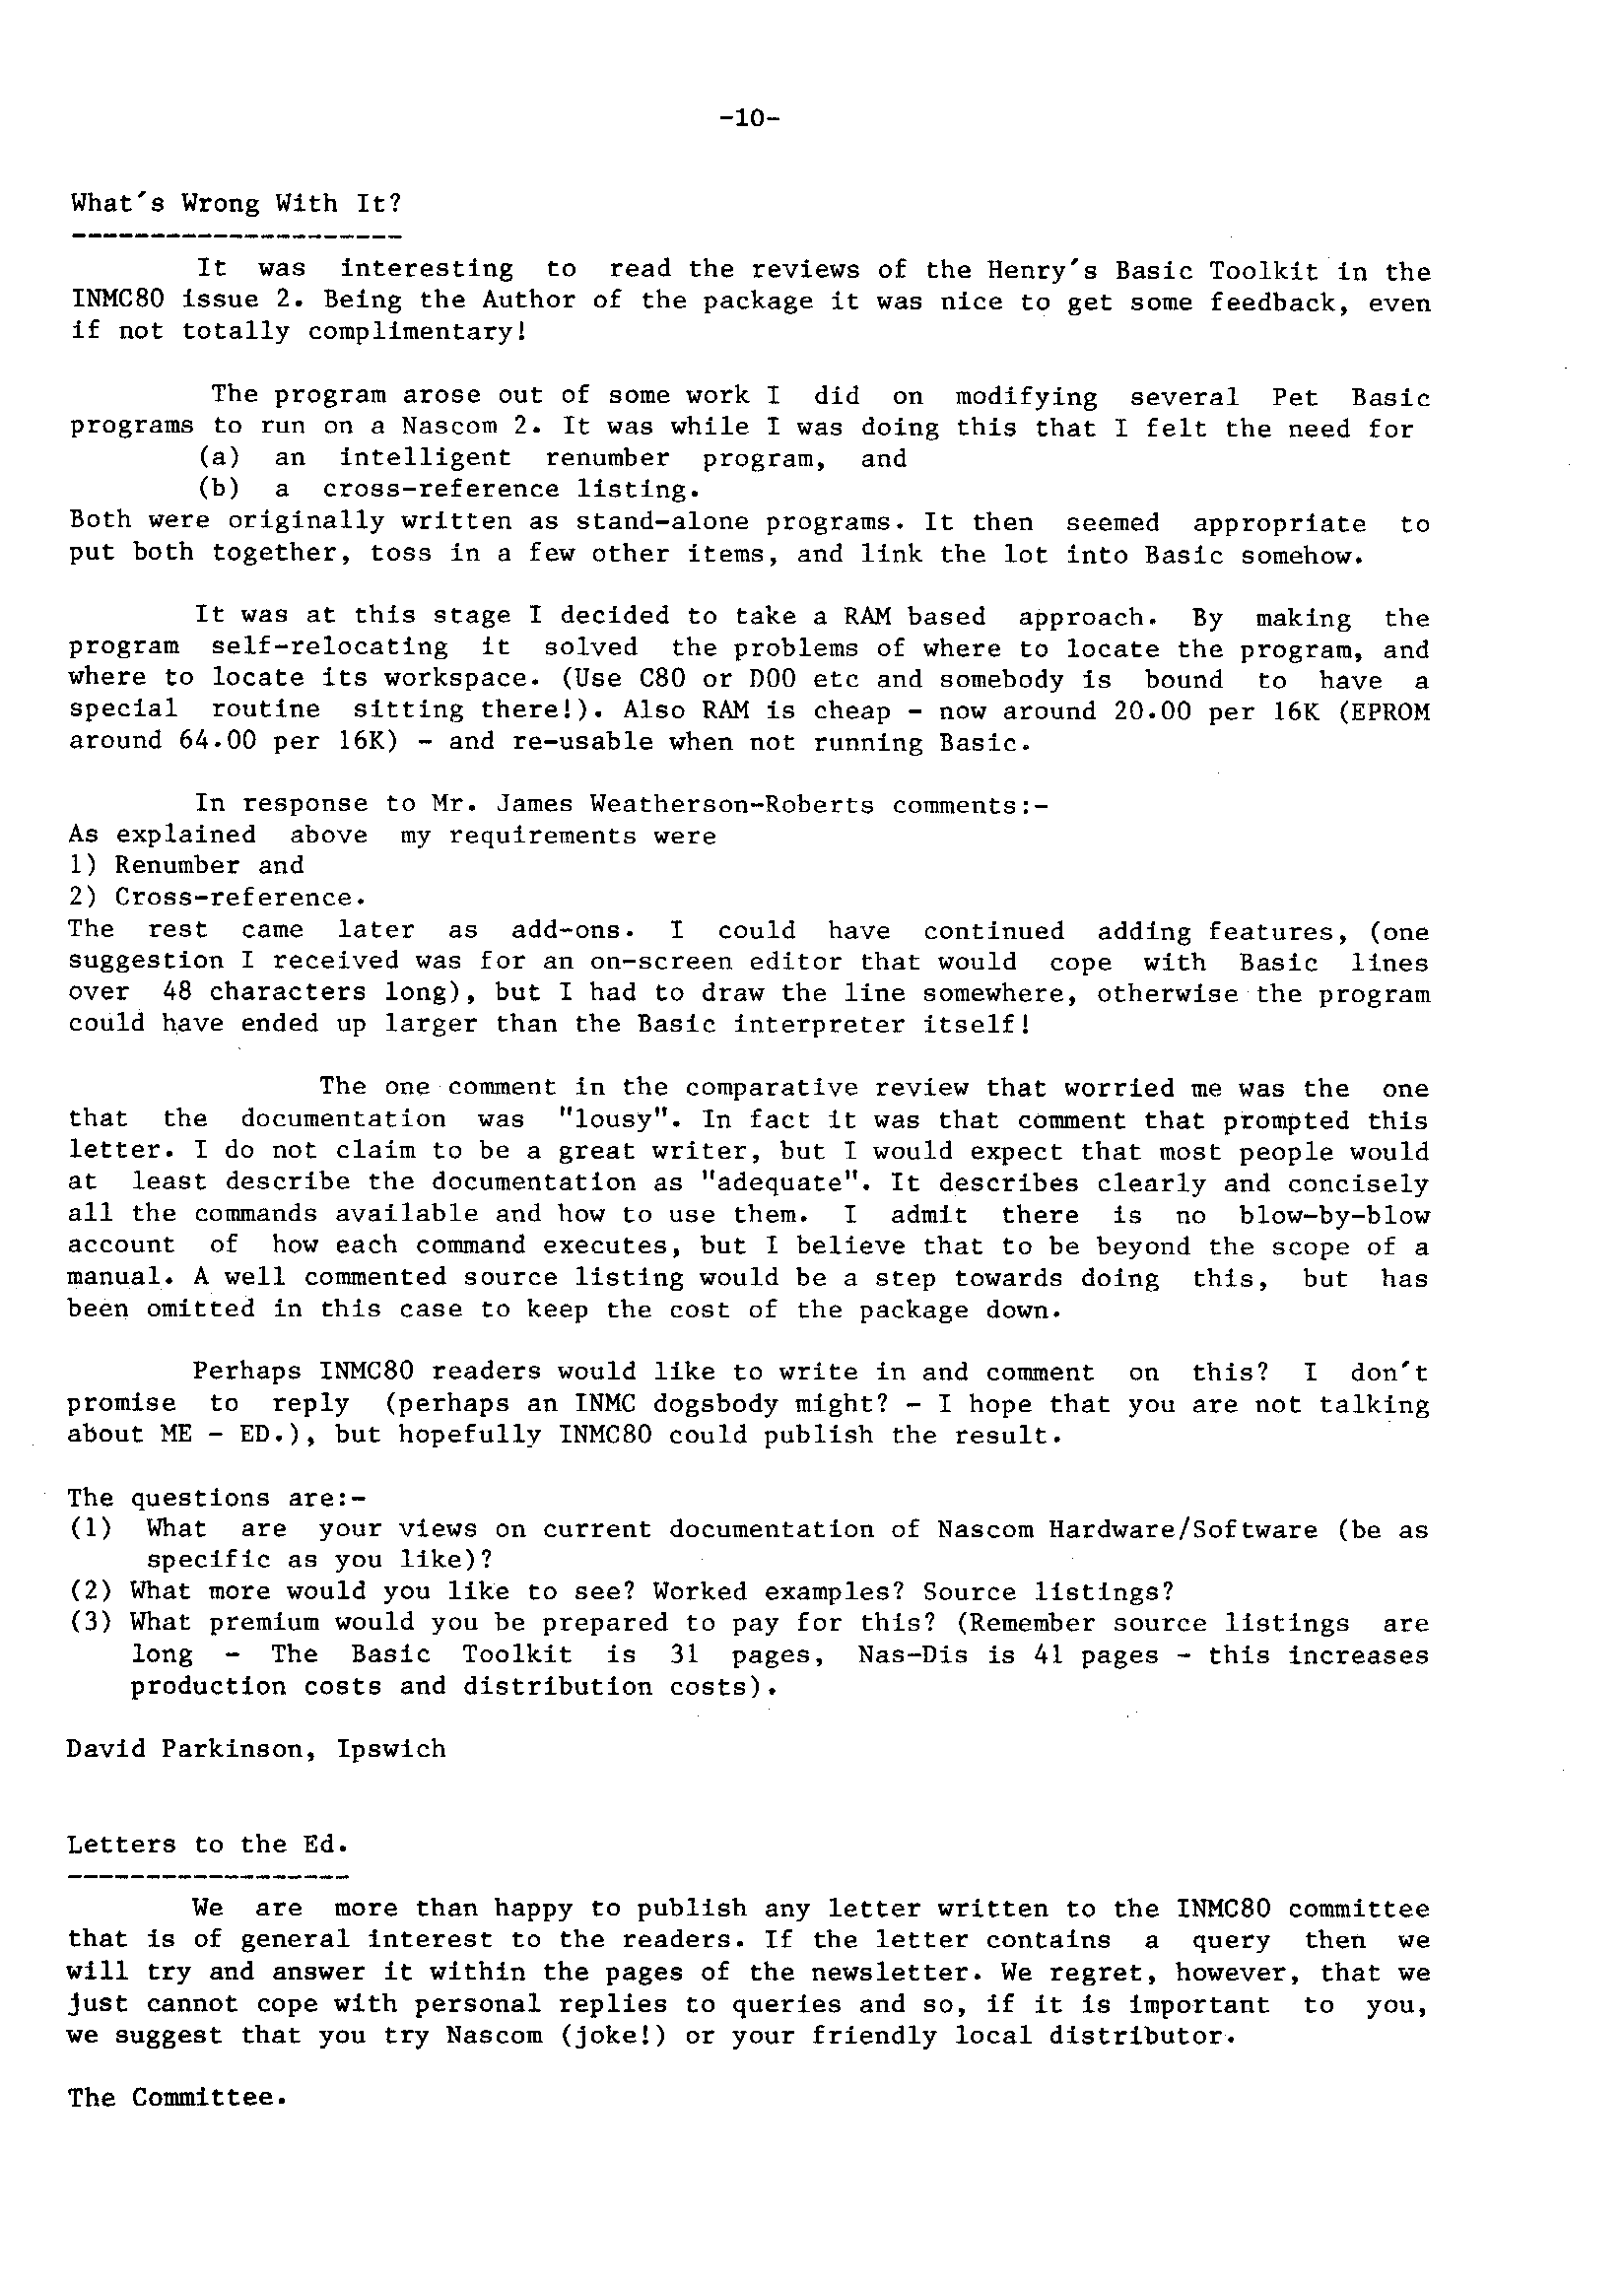 -10-
What's Wrong With It?
---------------------
It was interesting to read the reviews of the Henry's Basic Toolkit in the
INMC80 issue 2. Being the Author of the package it was nice to get some feedback, even
if not totally complimentary!
The program arose out of some work I did on modifying several Pet Basic
programs to run on a Nascom 2. It was while I was doing this that I felt the need for
(a) an intelligent renumber program, and
(b) a cross-reference listing.
Both were originally written as stand-alone programs. It then seemed appropriate to
put both together, toss in a few other items, and link the lot into Basic somehow.
It was at this stage I decided to take a RAM based approach. By making the
program self-relocating it solved the problems of where to locate the program, and
where to locate its workspace. (Use C80 or D00 etc and somebody is bound to have a
special routine sitting there!). Also RAM is cheap - now around 20.00 per 16K (EPROM
around 64.00 per 16K) - and re-usable when not running Basic.
In response to Mr. James Weatherson-Roberts comments:-
As explained above my requirements were
1) Renumber and
2) Cross-reference.
The rest came later as add-ons. I could have continued adding features, (one
suggestion I received was for an on-screen editor that would cope with Basic lines
over 48 characters long), but I had to draw the line somewhere, otherwise the program
could have ended up larger than the Basic interpreter itself!
The one comment in the comparative review that worried me was the one
that the documentation was "lousy". In fact it was that comment that prompted this
letter. I do not claim to be a great writer, but I would expect that most people would
at least describe the documentation as "adequate". It describes clearly and concisely
all the commands available and how to use them. I admit there is no blow-by-blow
account of how each command executes, but I believe that to be beyond the scope of a
manual. A well commented source listing would be a step towards doing this, but has
been omitted in this case to keep the cost of the package down.
Perhaps INMC80 readers would like to write in and comment on this? I don't
promise to reply (perhaps an INMC dogsbody might? - I hope that you are not talking
about ME - ED.), but hopefully INMC80 could publish the result.
The questions are:-
(1) What are your views on current documentation of Nascom Hardware/Software (be as
specific as you like)?
(2) What more would you like to see? Worked examples? Source listings?
(3) What premium would you be prepared to pay for this? (Remember source listings are
long - The Basic Toolkit is 31 pages, Nas-Dis is 41 pages - this increases
production costs and distribution costs).
David Parkinson, Ipswich
Letters to the Ed.
------------------
We are more than happy to publish any letter written to the INMC80 committee
that is of general interest to the readers. If the letter contains a query then we
will try and answer it within the pages of the newsletter. We regret, however, that we
just cannot cope with personal replies to queries and so, if it is important to you,
we suggest that you try Nascom (joke!) or your friendly local distributor.
The Committee.